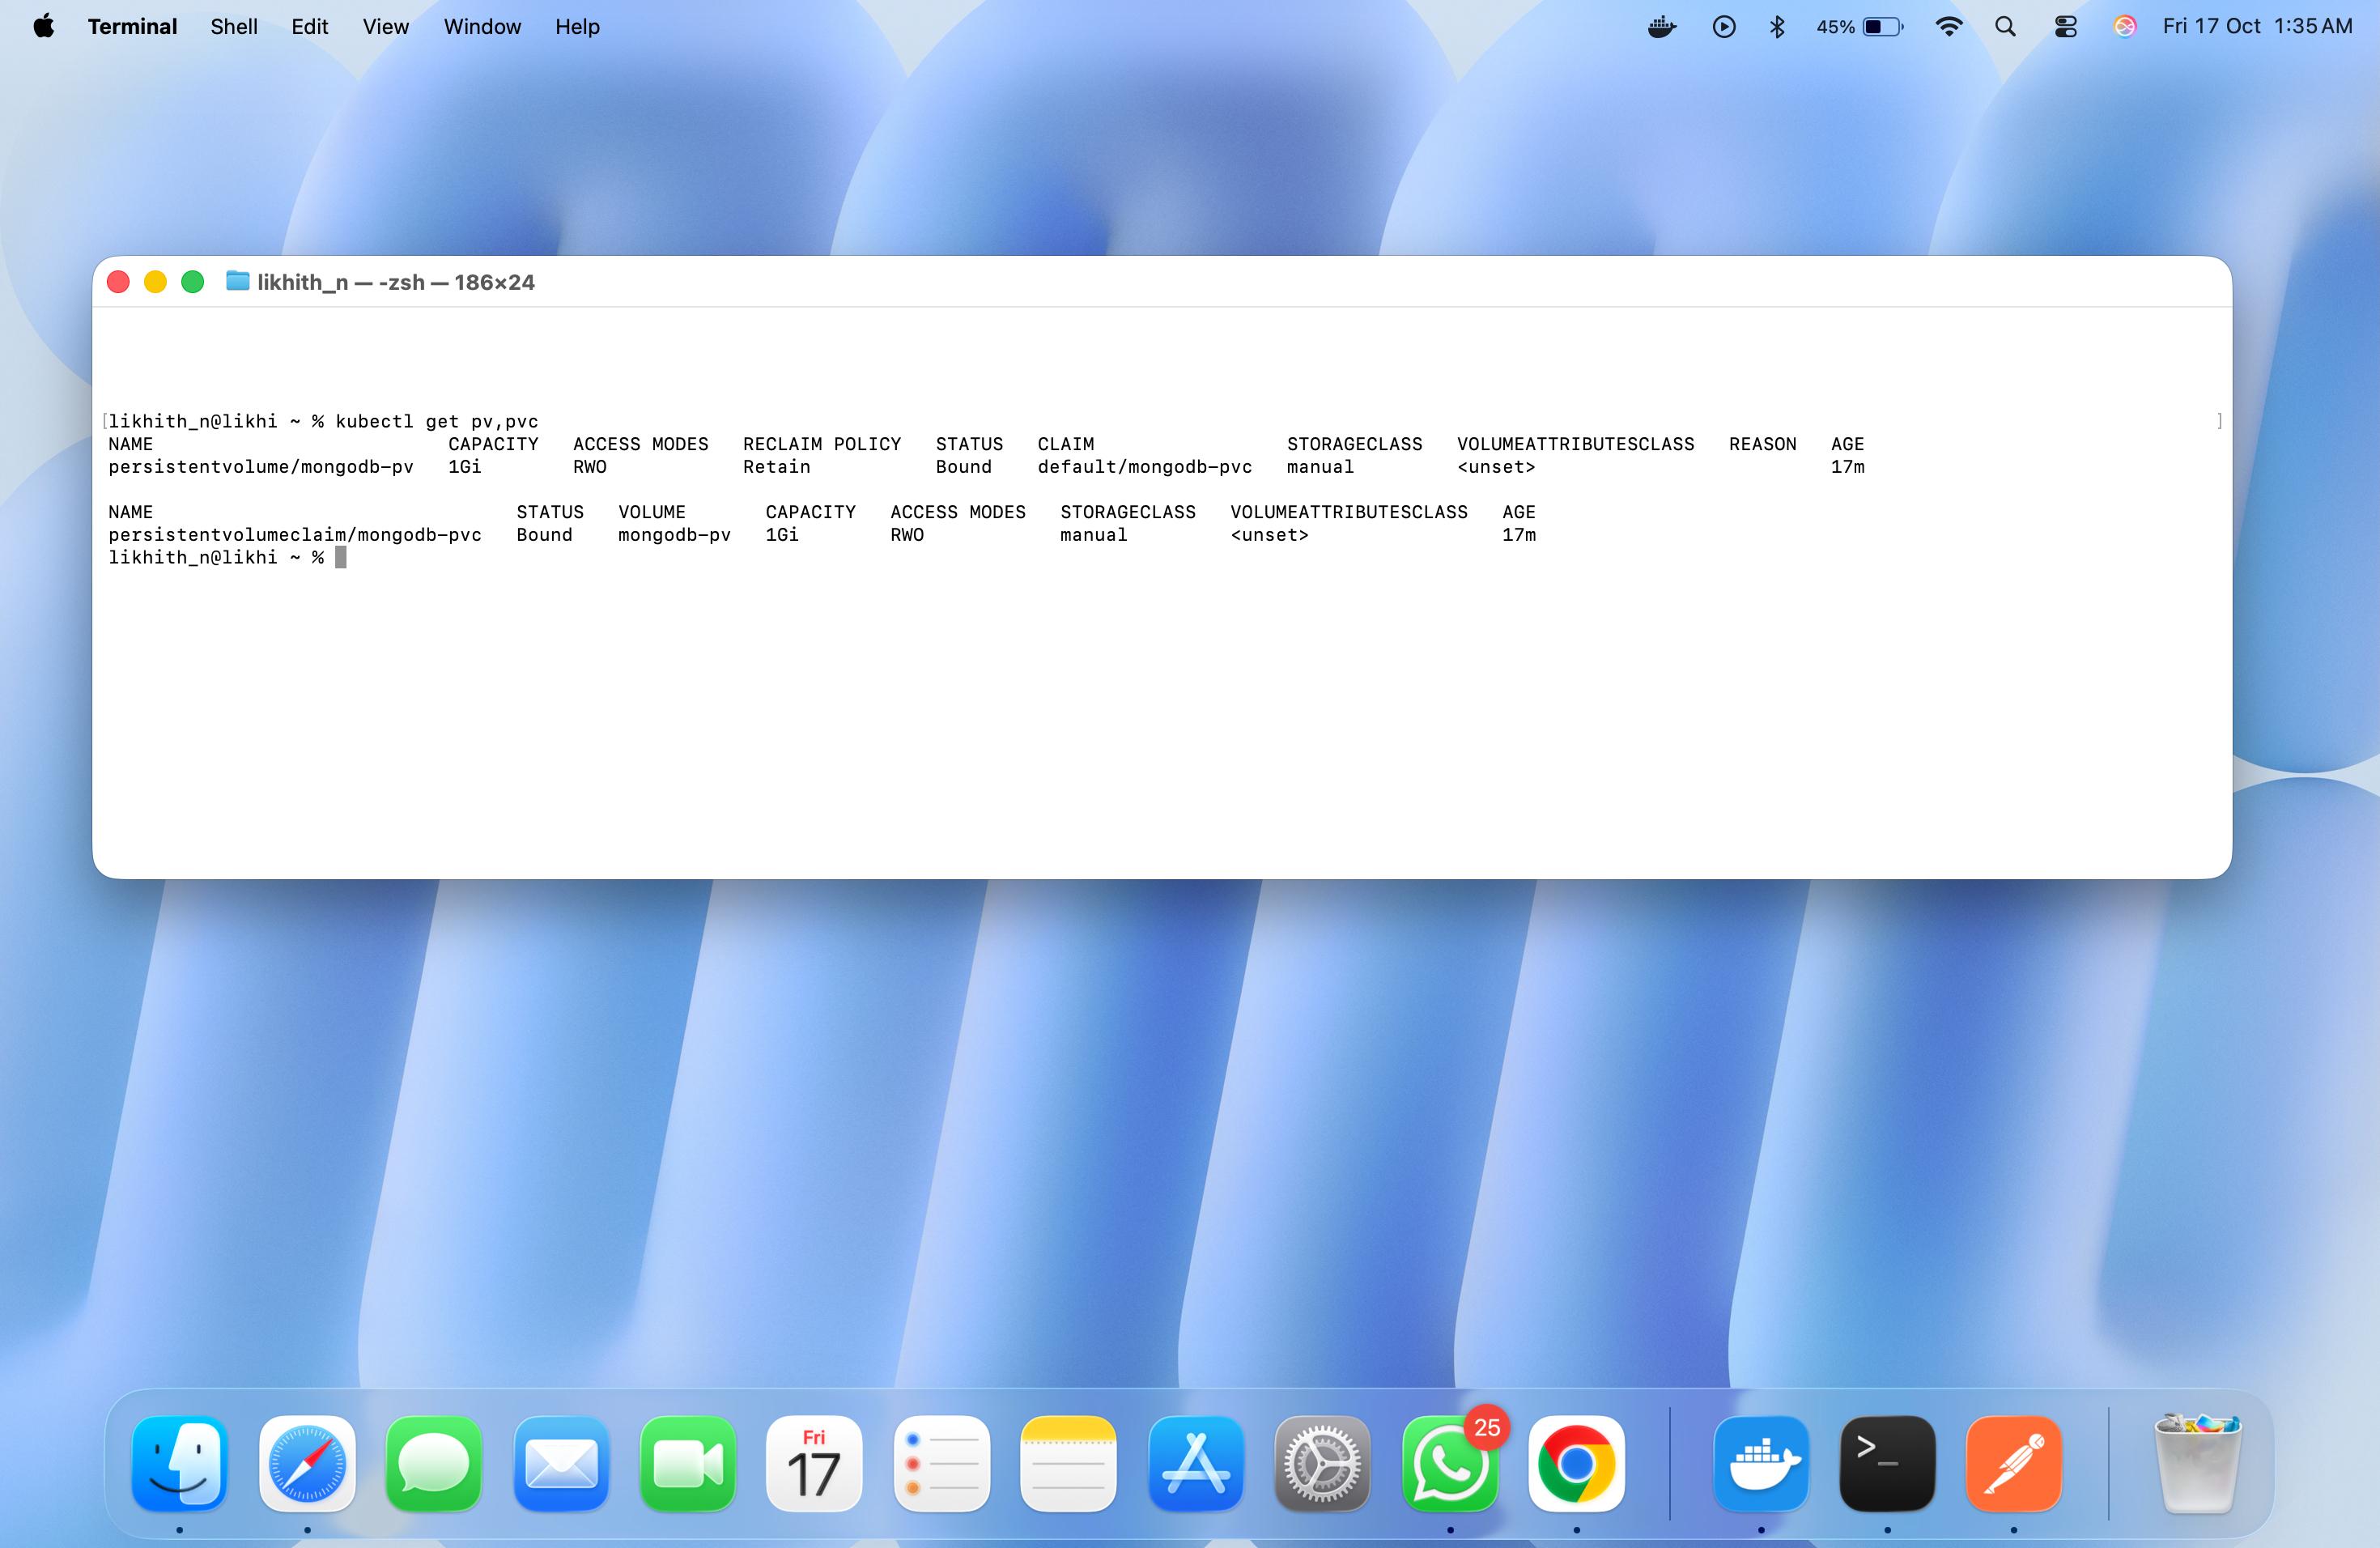 Terminal Shell Edit View Window Help 45% Fri 17 Oct 1:35 AM
likhith_n — -zsh — 186×24
[likhith_n@likhi ~ % kubectl get pv,pvc ]
NAME CAPACITY ACCESS MODES RECLAIM POLICY STATUS CLAIM STORAGECLASS VOLUMEATTRIBUTESCLASS REASON AGE
persistentvolume/mongodb-pv 1Gi RWO Retain Bound default/mongodb-pvc manual <unset> 17m
NAME STATUS VOLUME CAPACITY ACCESS MODES STORAGECLASS VOLUMEATTRIBUTESCLASS AGE
persistentvolumeclaim/mongodb-pvc Bound mongodb-pv 1Gi RWO manual <unset> 17m
likhith_n@likhi ~ %
Fri
17
25
>_